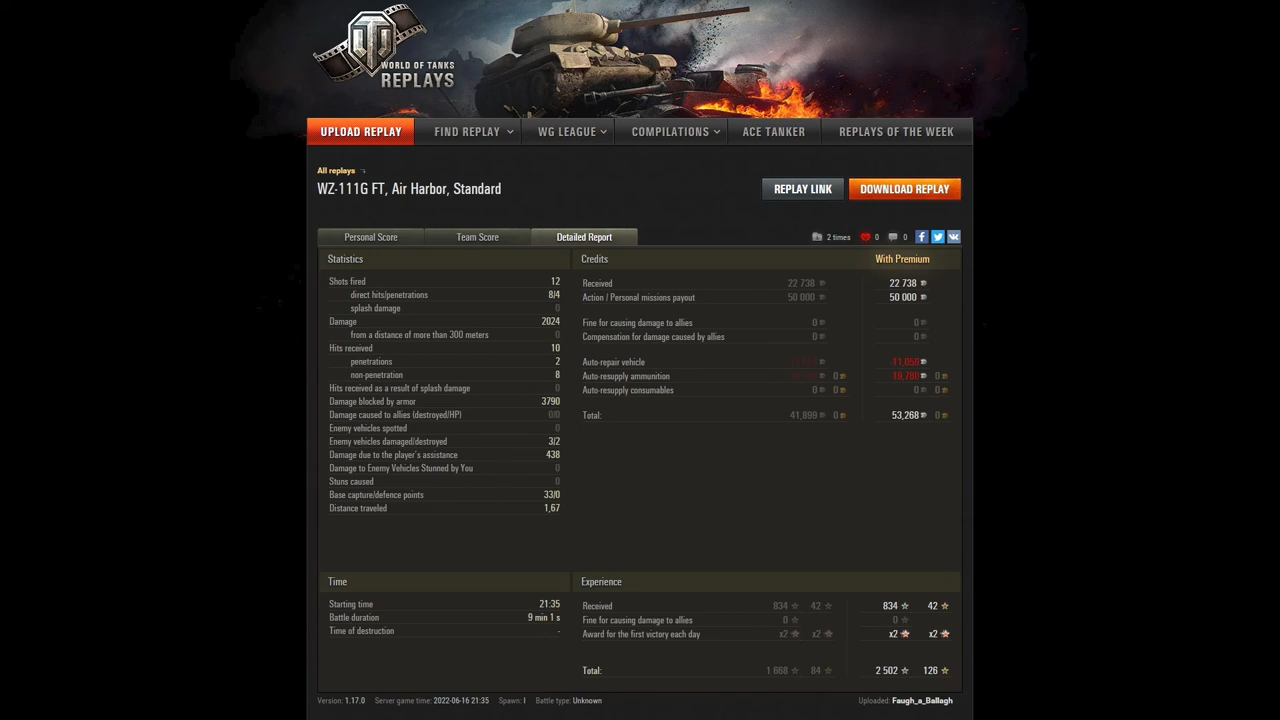 WORLD OF TANKS
REPLAYS
UPLOAD REPLAY FIND REPLAY WG LEAGUE COMPILATIONS ACE TANKER REPLAYS OF THE WEEK
All replays
WZ-111G FT, Air Harbor, Standard
REPLAY LINK DOWNLOAD REPLAY
Personal Score Team Score Detailed Report 2 times 0 0
Statistics
Shots fired 12
direct hits/penetrations 8/4
splash damage 0
Damage 2024
from a distance of more than 300 meters 0
Hits received 10
penetrations 2
non-penetration 8
Hits received as a result of splash damage 0
Damage blocked by armor 3790
Damage caused to allies (destroyed/HP) 0/0
Enemy vehicles spotted 0
Enemy vehicles damaged/destroyed 3/2
Damage due to the player's assistance 438
Damage to Enemy Vehicles Stunned by You 0
Stuns caused 0
Base capture/defence points 33/0
Distance traveled 1,67
Credits With Premium
Received 22 738 22 738
Action / Personal missions payout 50 000 50 000
Fine for causing damage to allies 0 0
Compensation for damage caused by allies 0 0
Auto-repair vehicle
Auto-resupply ammunition 0 19,780 0
Auto-resupply consumables 0 0 0 0
Total: 41,899 0 53,268 0
Time
Starting time 21:35
Battle duration 9 min 1 s
Time of destruction -
Experience
Received 834 42 834 42
Fine for causing damage to allies 0 0
Award for the first victory each day x2 x2 x2 x2
Total: 1 668 84 2 502 126
Version: 1.17.0 Server game time: 2022-06-16 21:35 Spawn: I Battle type: Unknown Uploaded: Faugh_a_Ballagh